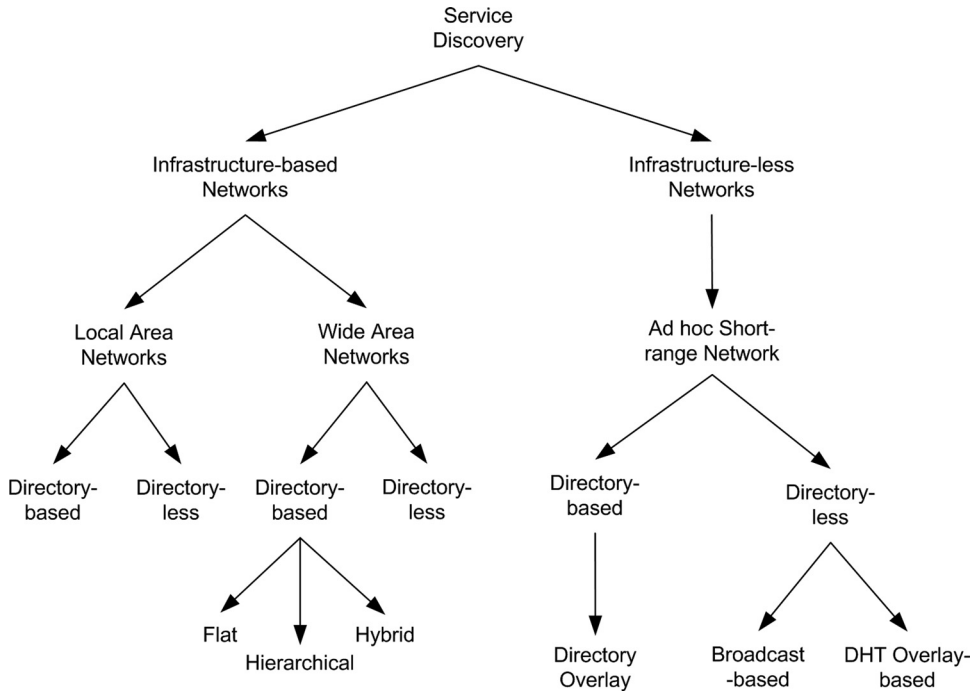 Service
Discovery
Infrastructure-based
Networks
Infrastructure-less
Networks
Local Area
Networks
Wide Area
Networks
Ad hoc Short-
range Network
Directory-
based
Directory-
less
Directory-
based
Directory-
less
Directory-
based
Directory-
less
Flat
Hierarchical
Hybrid
Directory
Overlay
Broadcast
-based
DHT Overlay-
based